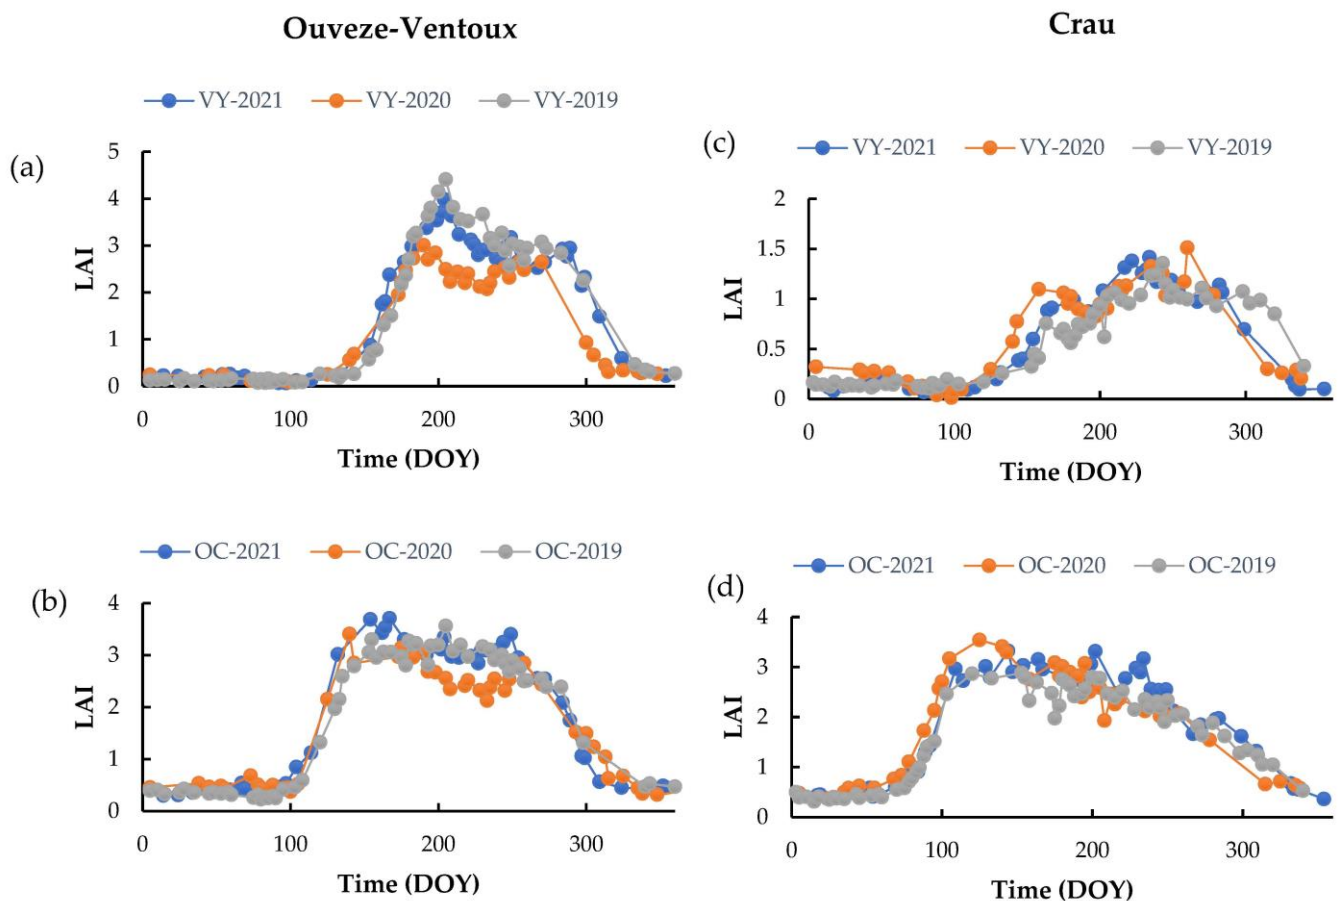 Ouveze-Ventoux
Crau
VY-2021 VY-2020 VY-2019
(a)
5
4
3
2
1
0
LAI
0 100 200 300
Time (DOY)
(c)
VY-2021 VY-2020 VY-2019
2
1.5
1
0.5
0
LAI
0 100 200 300
Time (DOY)
OC-2021 OC-2020 OC-2019
(b)
4
3
2
1
0
LAI
0 100 200 300
Time (DOY)
OC-2021 OC-2020 OC-2019
(d)
4
3
2
1
0
LAI
0 100 200 300
Time (DOY)